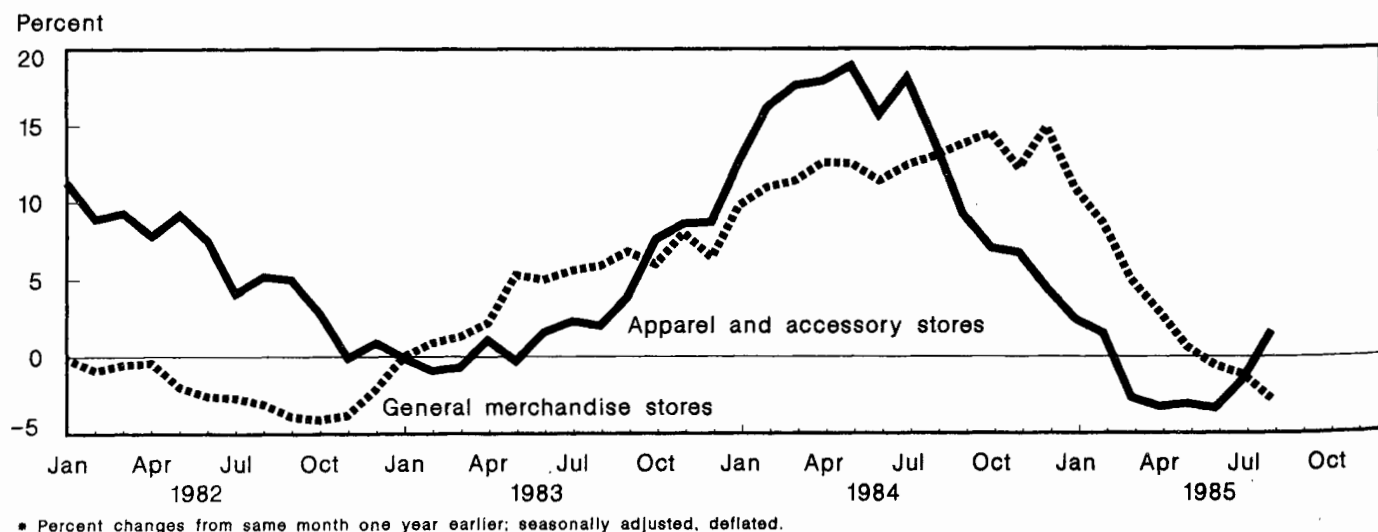 Percent
20
15
10
5
0
-5
Apparel and accessory stores
General merchandise stores
Jan Apr Jul Oct Jan Apr Jul Oct Jan Apr Jul Oct Jan Apr Jul Oct
1982 1983 1984 1985
* Percent changes from same month one year earlier; seasonally adjusted, deflated.